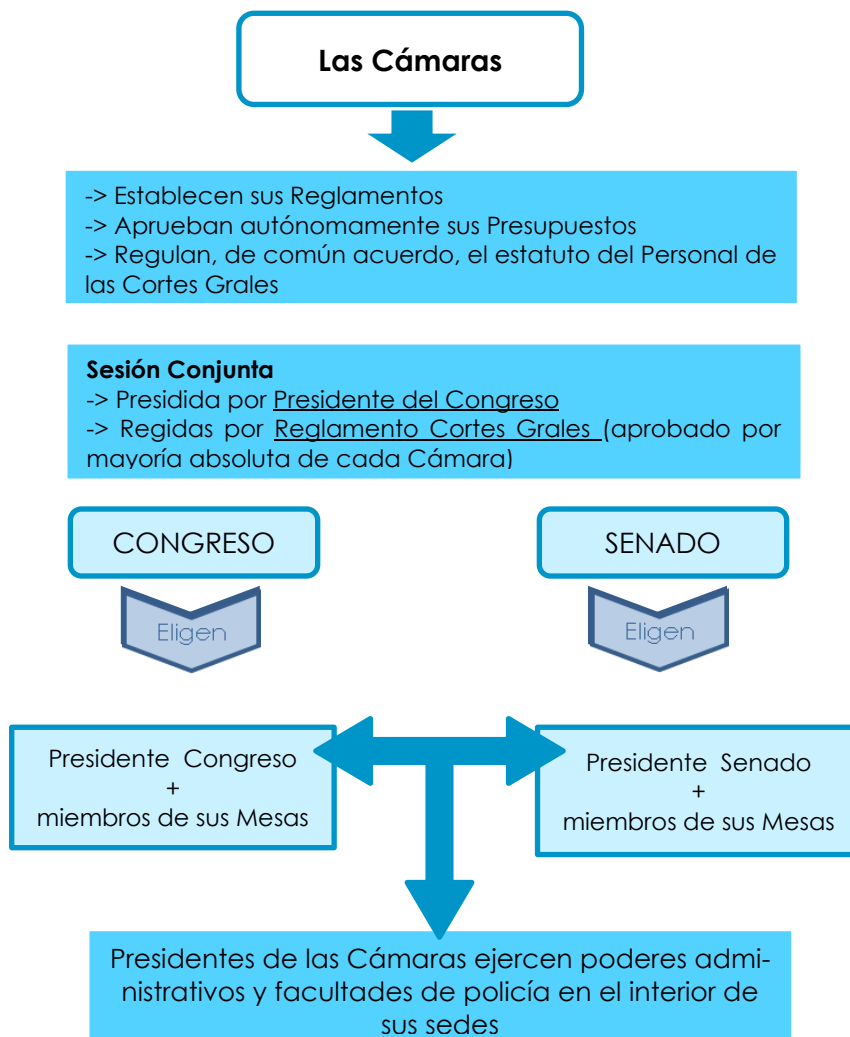 Las Cámaras
-> Establecen sus Reglamentos
-> Aprueban autónomamente sus Presupuestos
-> Regulan, de común acuerdo, el estatuto del Personal de
las Cortes Grales
Sesión Conjunta
-> Presidida por Presidente del Congreso
-> Regidas por Reglamento Cortes Grales (aprobado por
mayoría absoluta de cada Cámara)
CONGRESO
SENADO
Eligen
Eligen
Presidente Congreso
+
miembros de sus Mesas
Presidente Senado
+
miembros de sus Mesas
Presidentes de las Cámaras ejercen poderes admi-
nistrativos y facultades de policía en el interior de
sus sedes